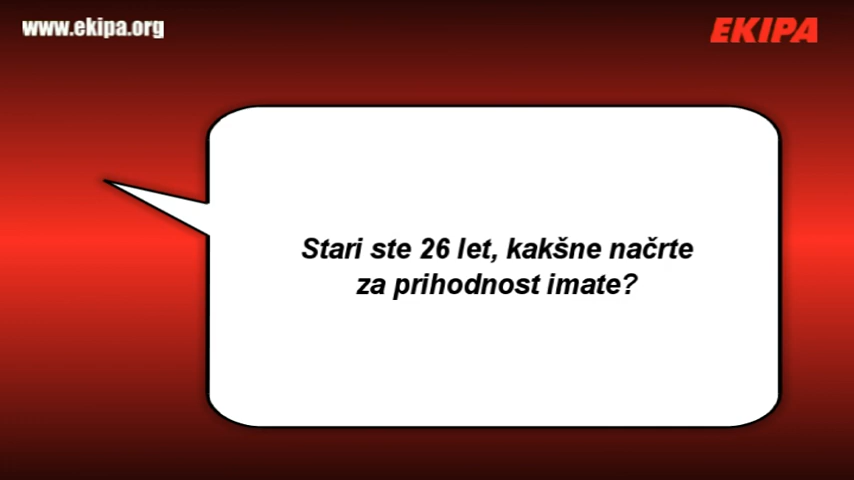 www.ekipa.org
EKIPA
Stari ste 26 let, kakšne načrte
za prihodnost imate?